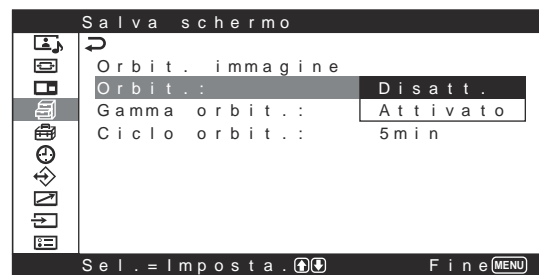 Salva schermo
Orbit. immagine
Orbit.: Disatt.
Attivato
Gamma orbit.:
Ciclo orbit.: 5min
Sel.=Imposta. Fine MENU